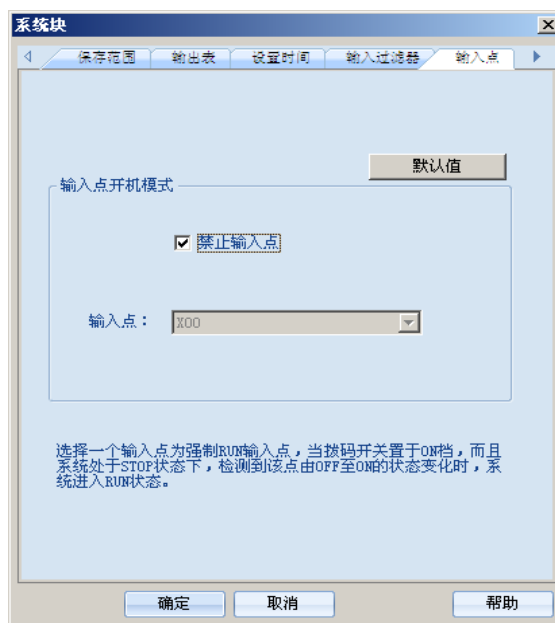 系统块
保存范围 输出表 设置时间 输入过滤器 输入点
默认值
输入点开机模式
禁止输入点
输入点：
X00
选择一个输入点为强制RUN输入点，当拨码开关置于ON挡，而且
系统处于STOP状态下，检测到该点由OFF至ON的状态变化时，系
统进入RUN状态。
确定 取消 帮助